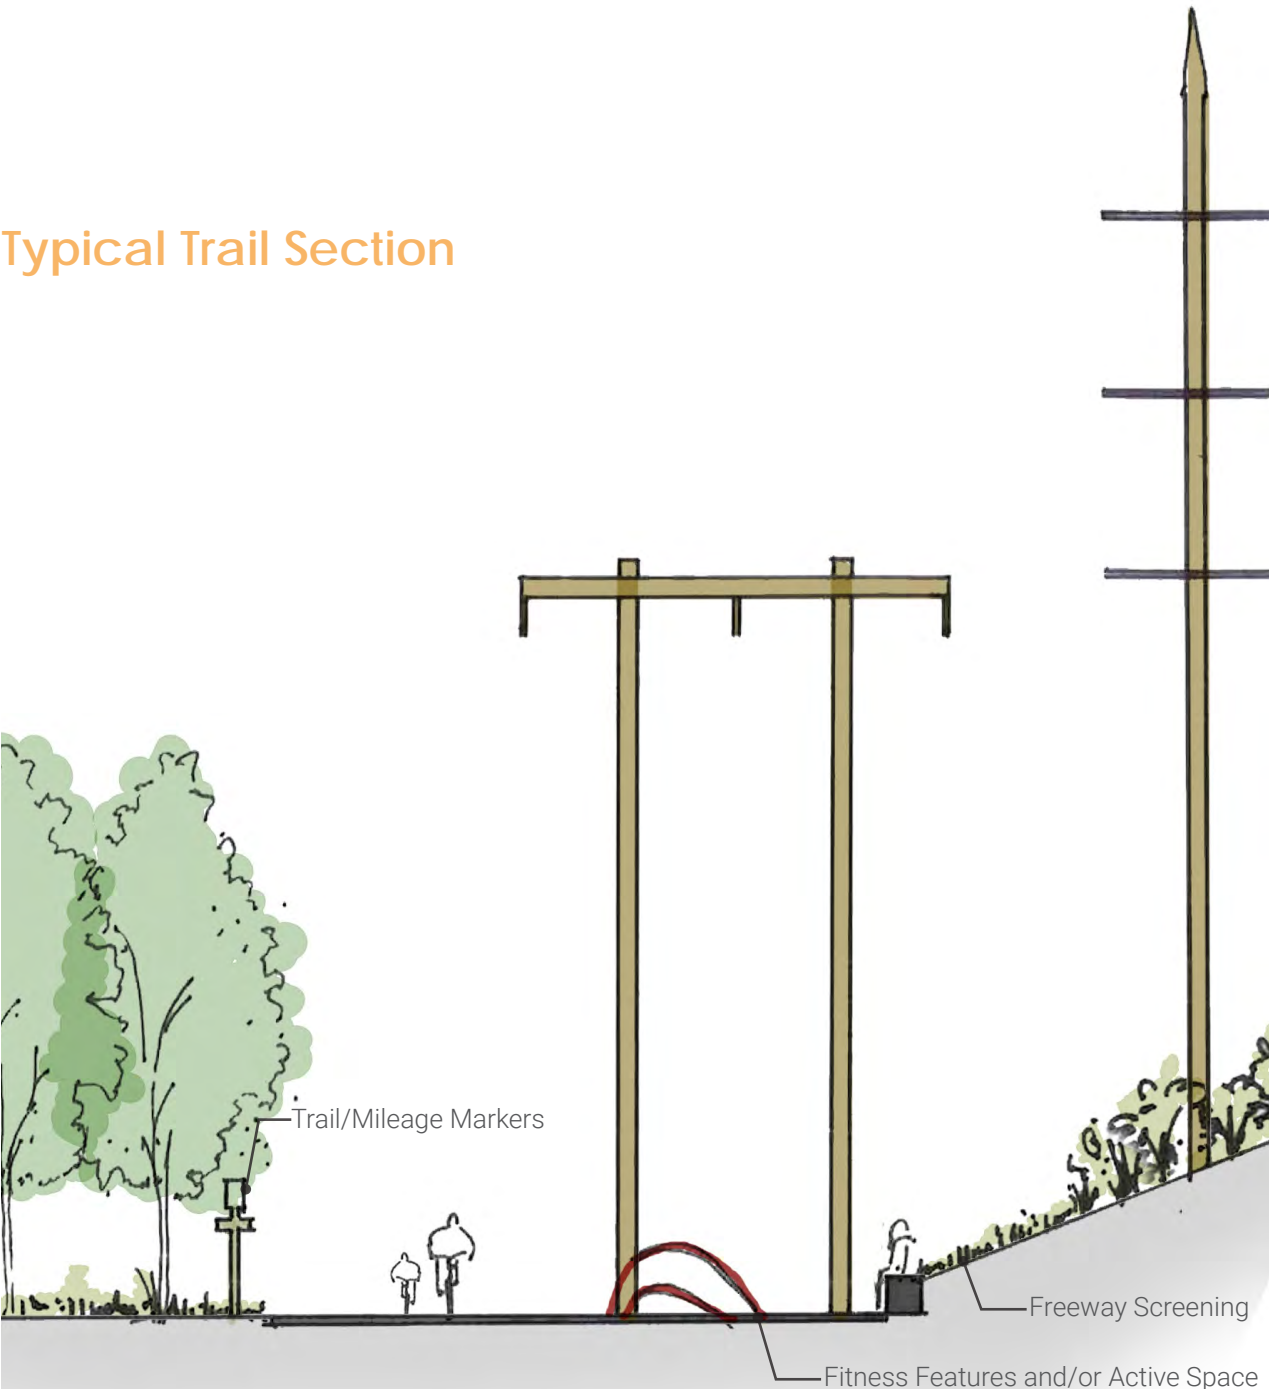 Typical Trail Section
Trail/Mileage Markers
Freeway Screening
Fitness Features and/or Active Space